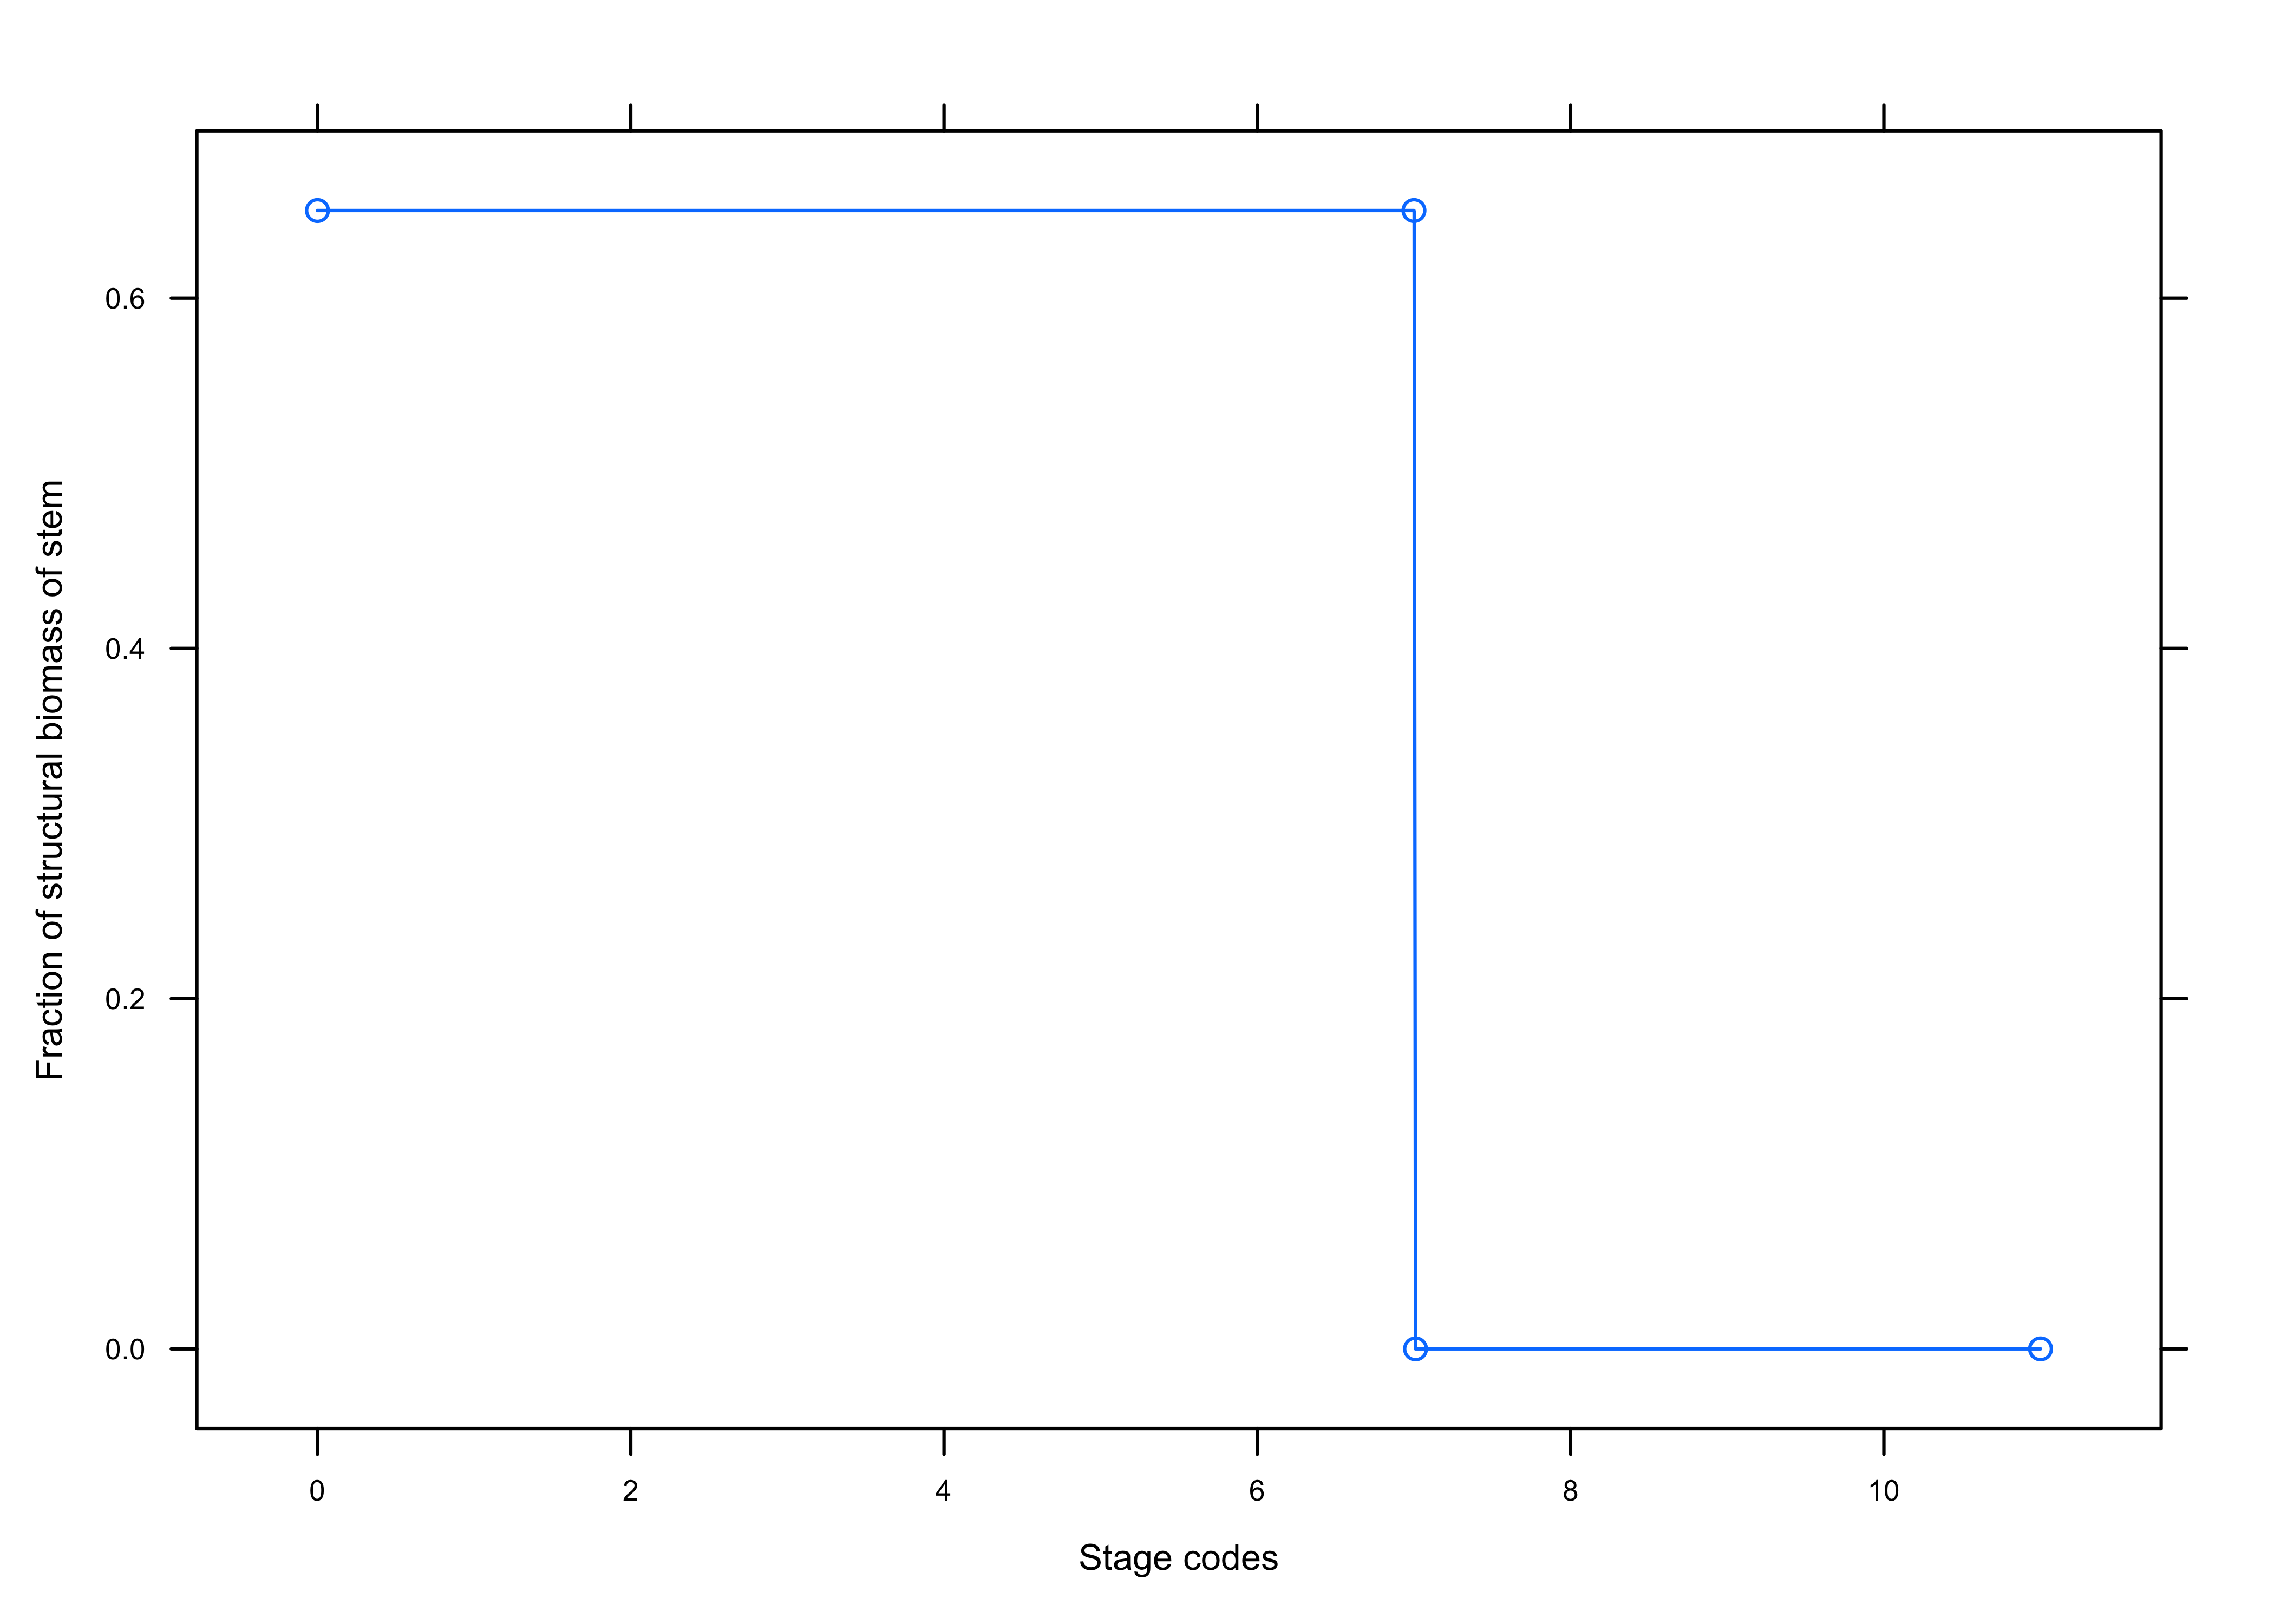 Fraction of structural biomass of stem
0.6
0.4
0.2
0.0
0 2 4 6 8 10
Stage codes